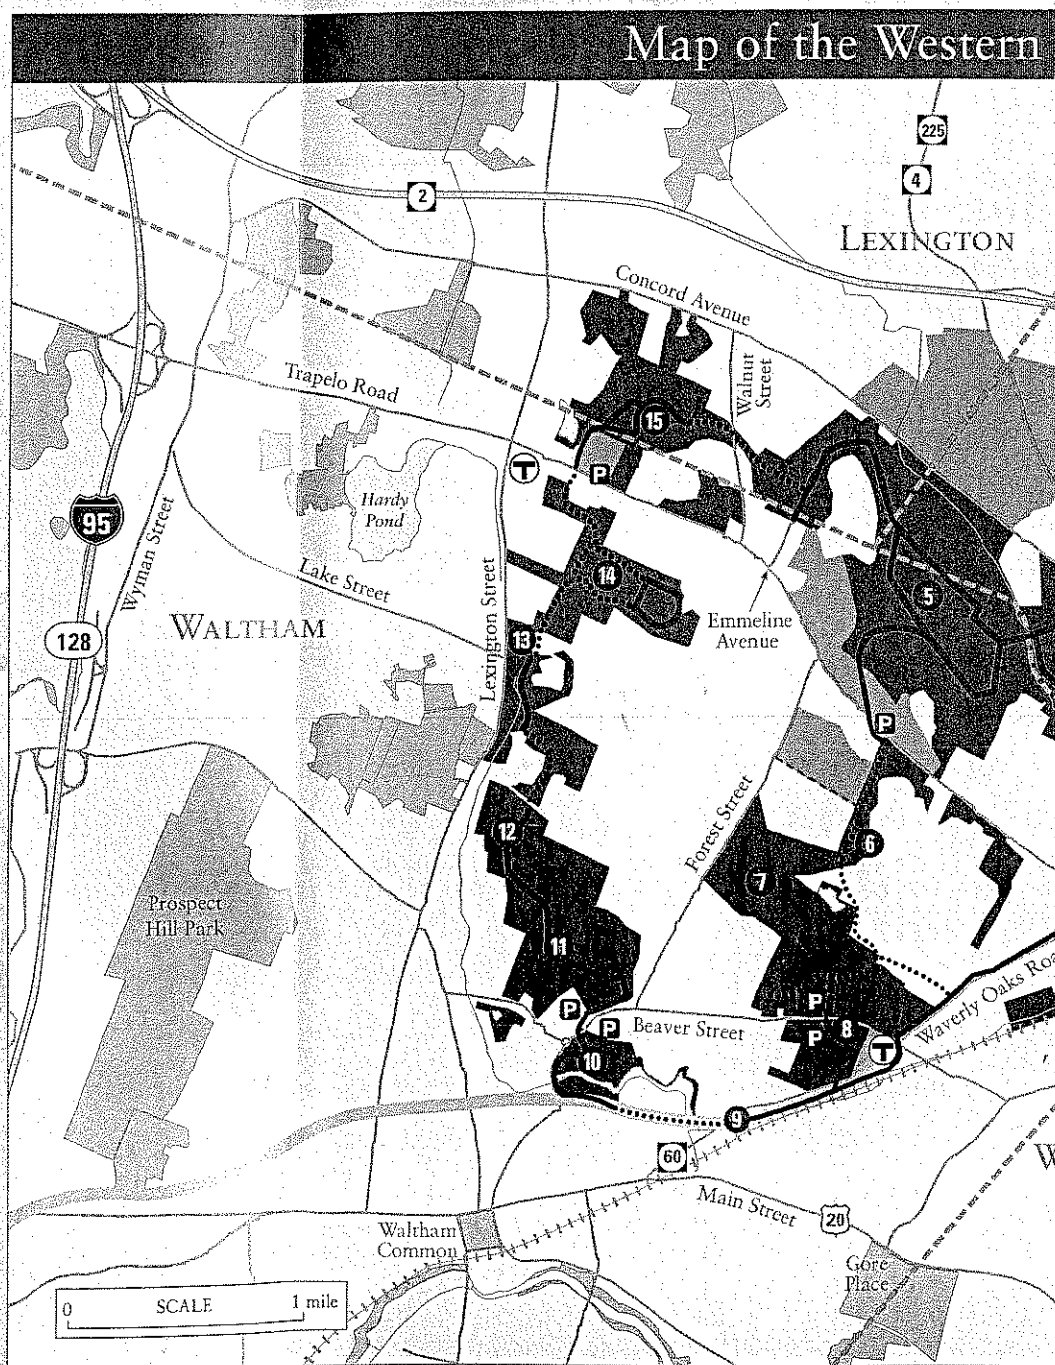 Map of the Western
225
4
2
LEXINGTON
Concord Avenue
Walnut
Street
Trapelo Road
15
T
P
Hardy
Pond
95
Wyman Street
Lake Street
Lexington Street
14
5
Emmeline
Avenue
WALTHAM
128
13
P
Forest Street
12
6
7
Prospect
Hill Park
11
P
P
P
Beaver Street
8
P
T
Waverly Oaks Roa
10
9
60
W
Main Street
20
Waltham
Common
Gore
Place
0
SCALE
1 mile